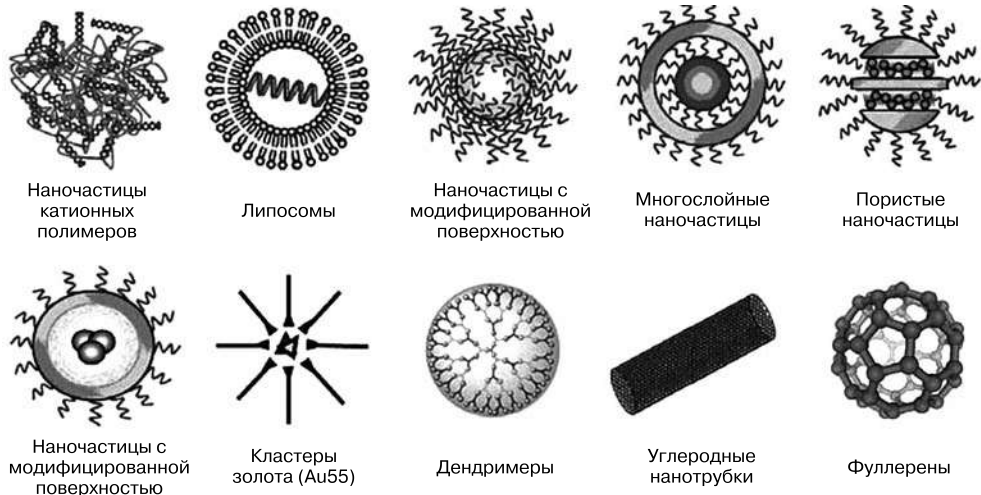 Наночастицы
катионных
полимеров
Липосомы
Наночастицы с
модифицированной
поверхностью
Многослойные
наночастицы
Пористые
наночастицы
Наночастицы с
модифицированной
поверхностью
Кластеры
золота (Au55)
Дендримеры
Углеродные
нанотрубки
Фуллерены